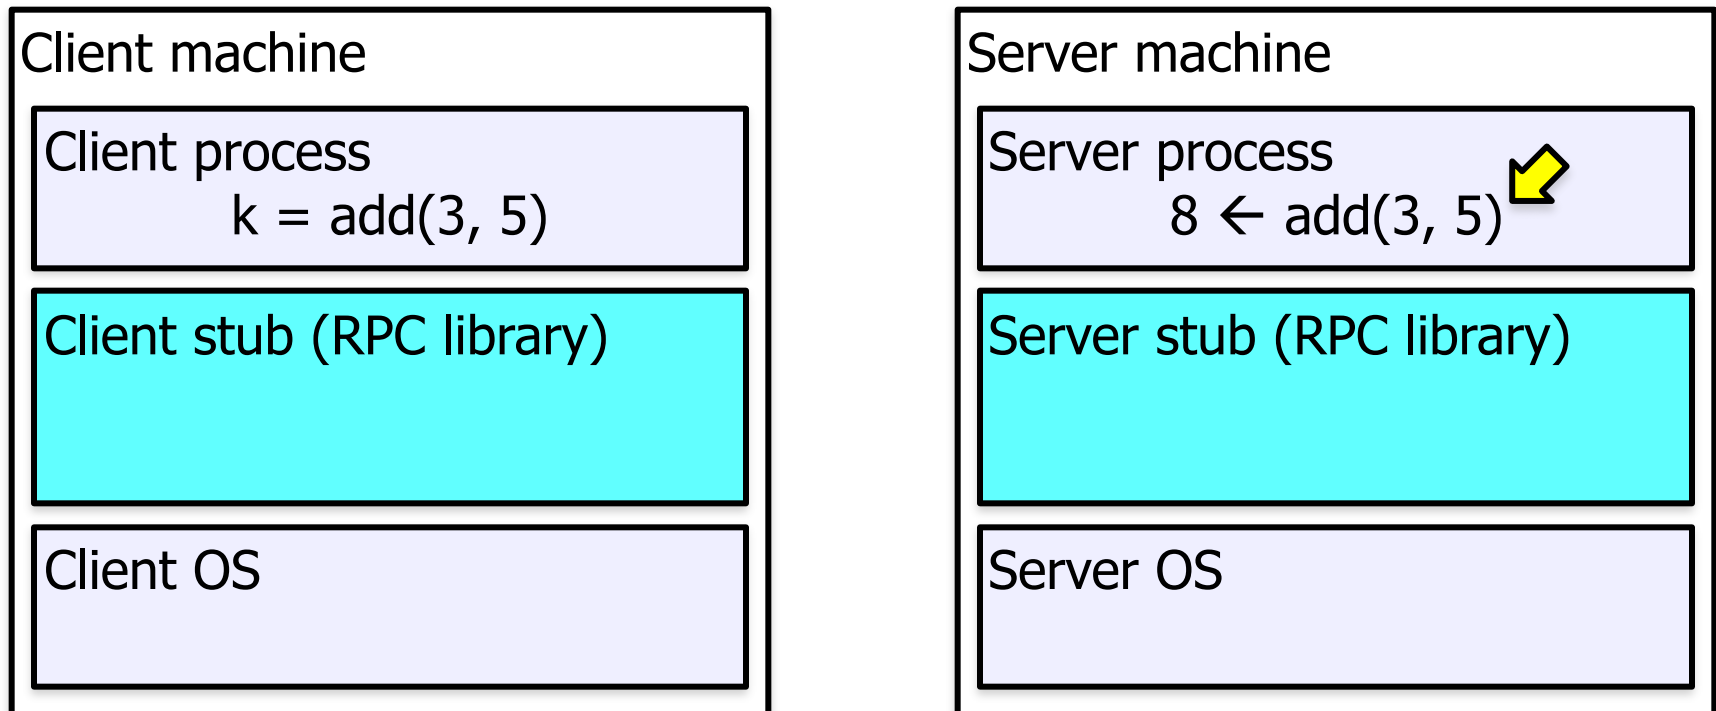 Client machine
Client process
k = add(3, 5)
Client stub (RPC library)
Client OS
Server machine
Server process
8 ← add(3, 5)
Server stub (RPC library)
Server OS